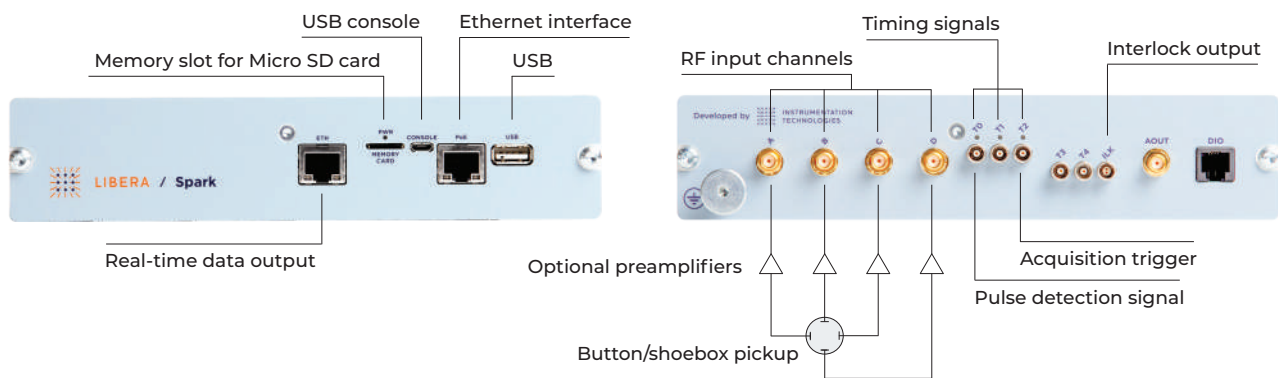 USB console
Ethernet interface
Memory slot for Micro SD card
USB
Timing signals
RF input channels
Interlock output
ETH
PWN
MEMORY
CARD
CONSOLE
PoE
USB
LIBERA / Spark
Developed by
INSTRUMENTATION
TECHNOLOGIES
A
B
C
D
T0
T1
T2
T3
T4
ILK
AOUT
DIO
Real-time data output
Optional preamplifiers
Acquisition trigger
Pulse detection signal
Button/shoebox pickup